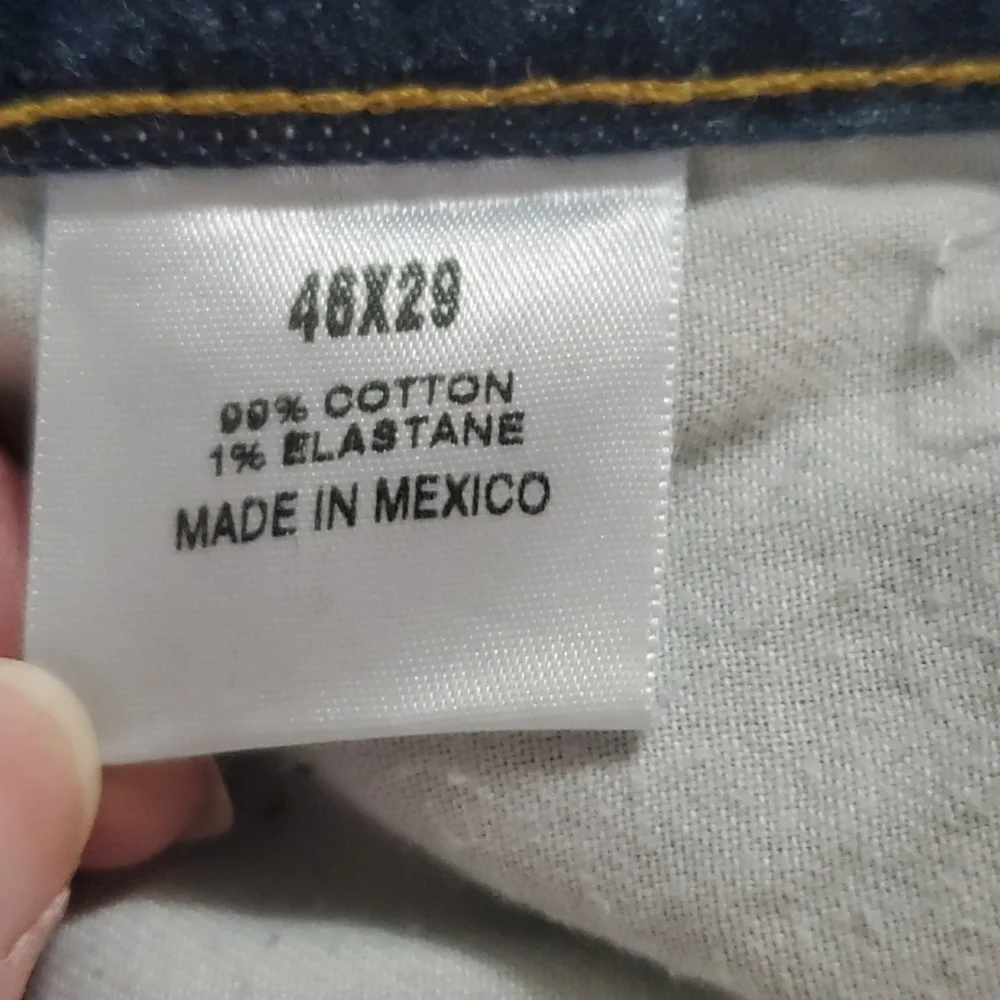 46X29
99% COTTON
1% ELASTANE
MADE IN MEXICO